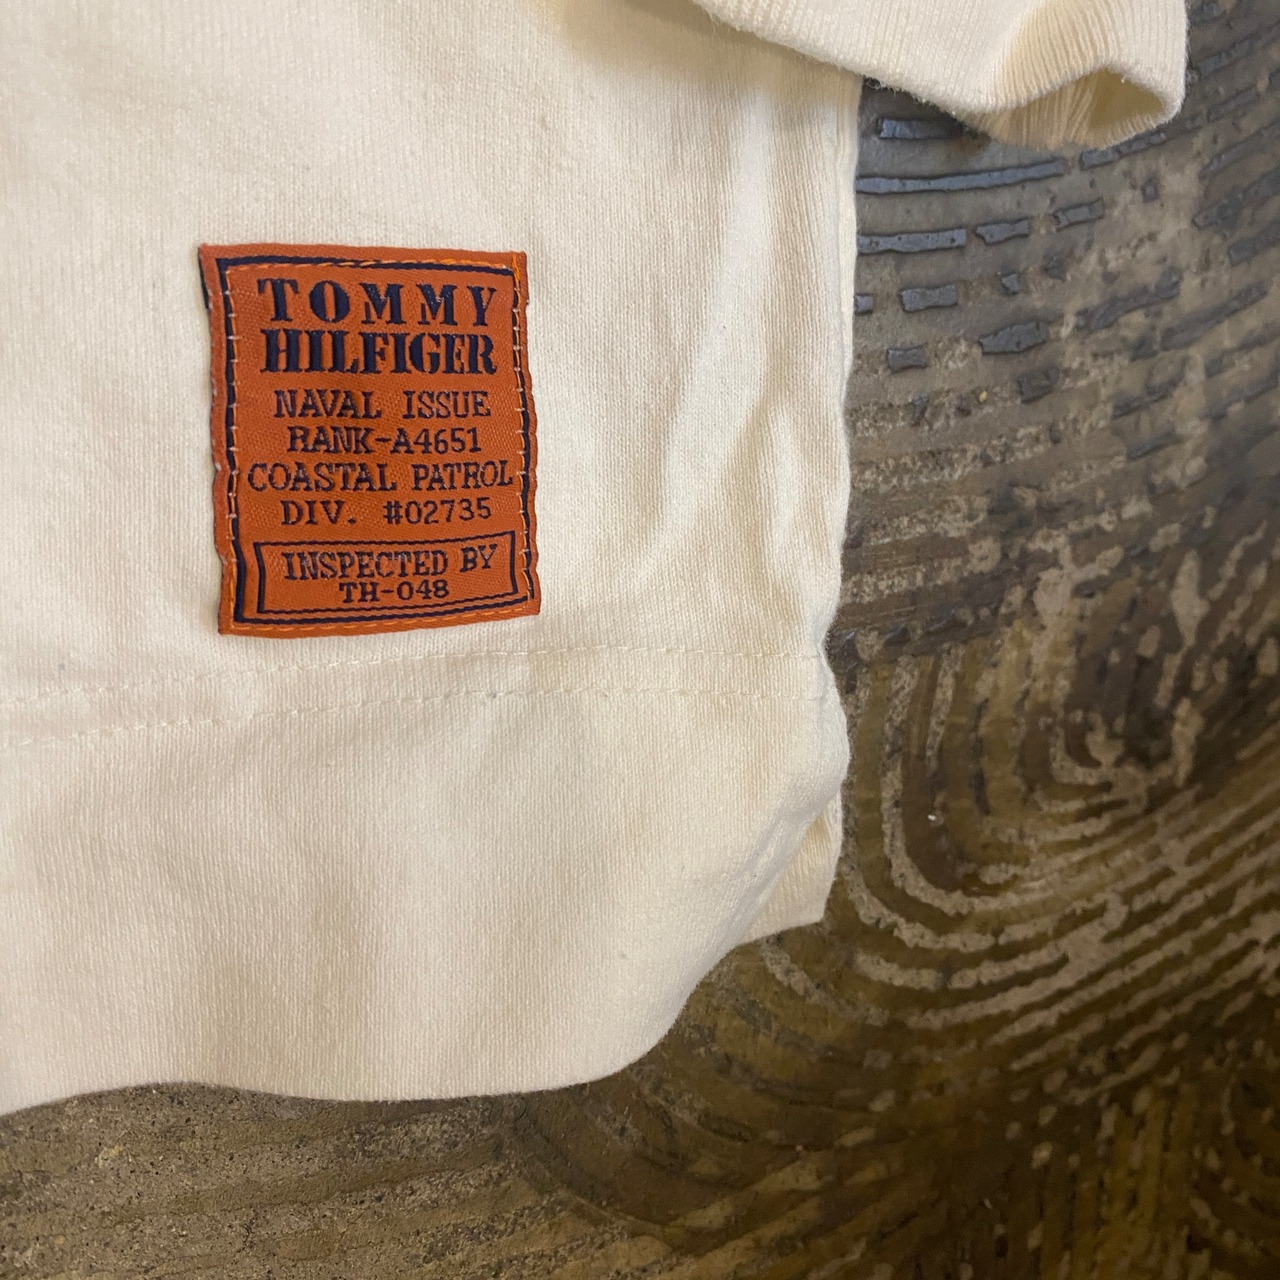 TOMMY
HILFIGER
NAVAL ISSUE
RANK-A4651
COASTAL PATROL
DIV. #02735
INSPECTED BY
TH-048